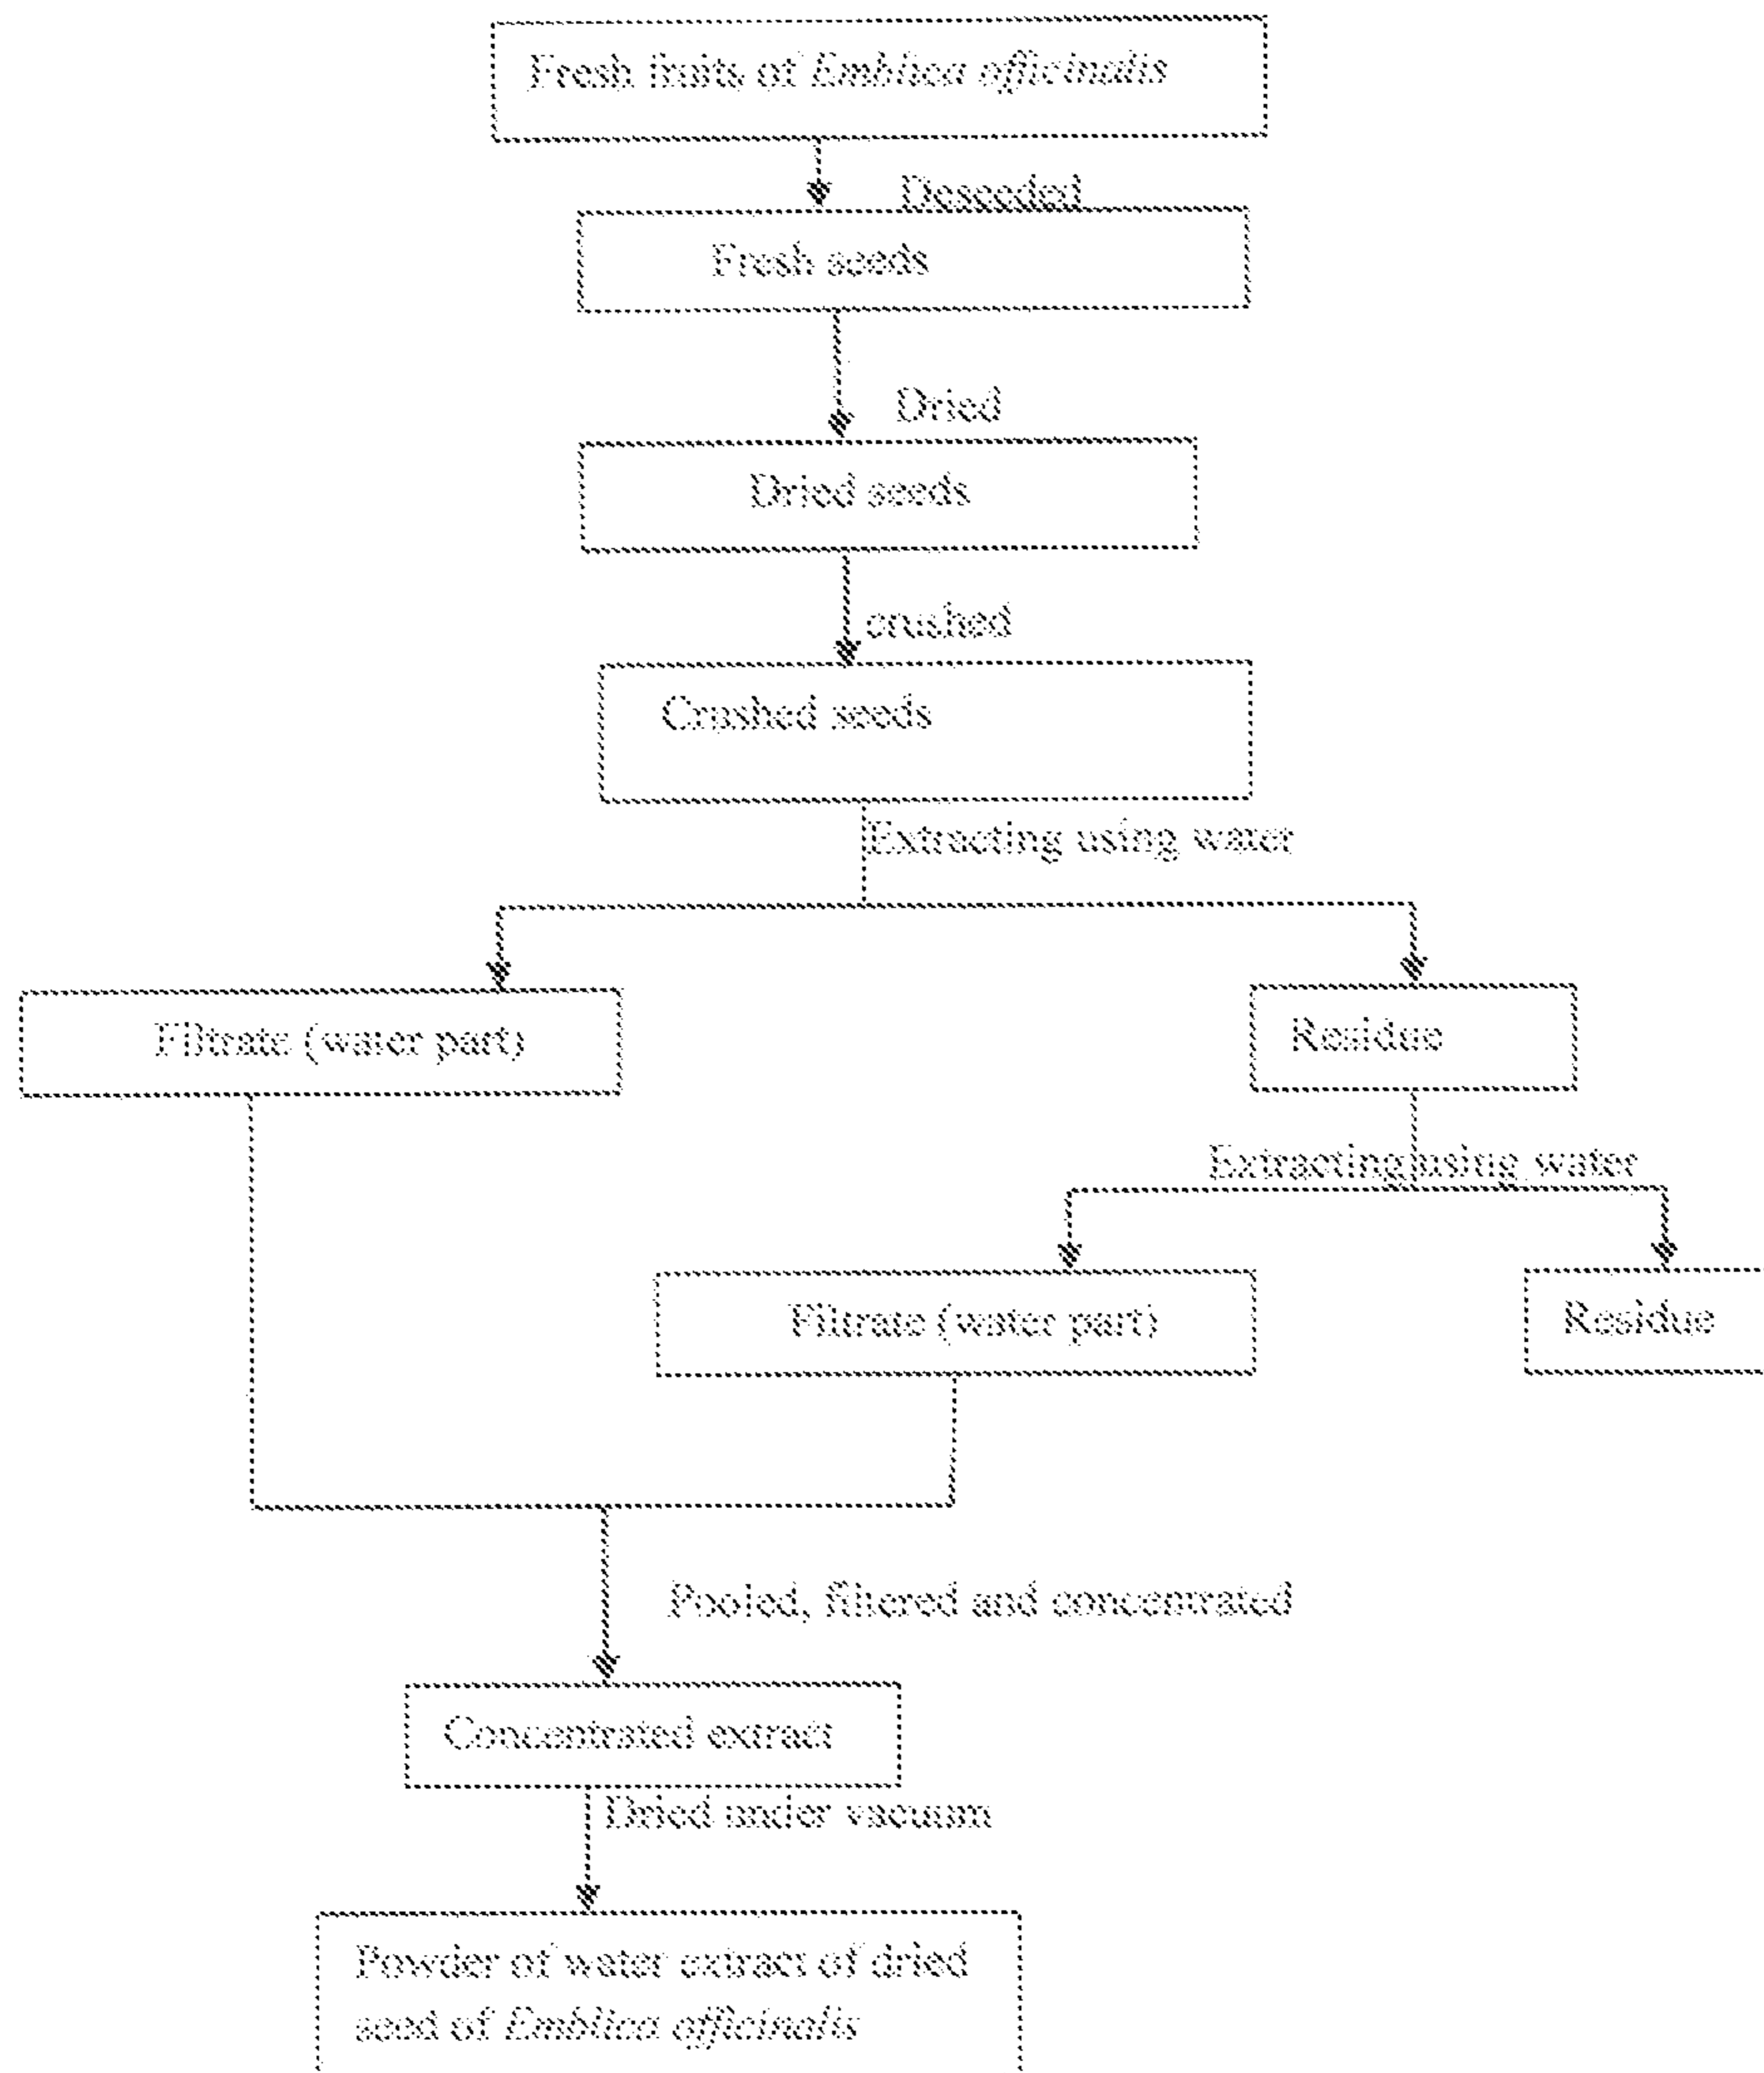 Fresh fruits of Emblica officinalis
Deseeded
Fresh seeds
Dried
Dried seeds
crushed
Crushed seeds
Extracting using water
Filtrate (water part)
Residue
Extracting using water
Filtrate (water part)
Residue
Pooled, filtered and concentrated
Concentrated extract
Dried under vacuum
Powder of water extract of dried
seed of Emblica officinalis